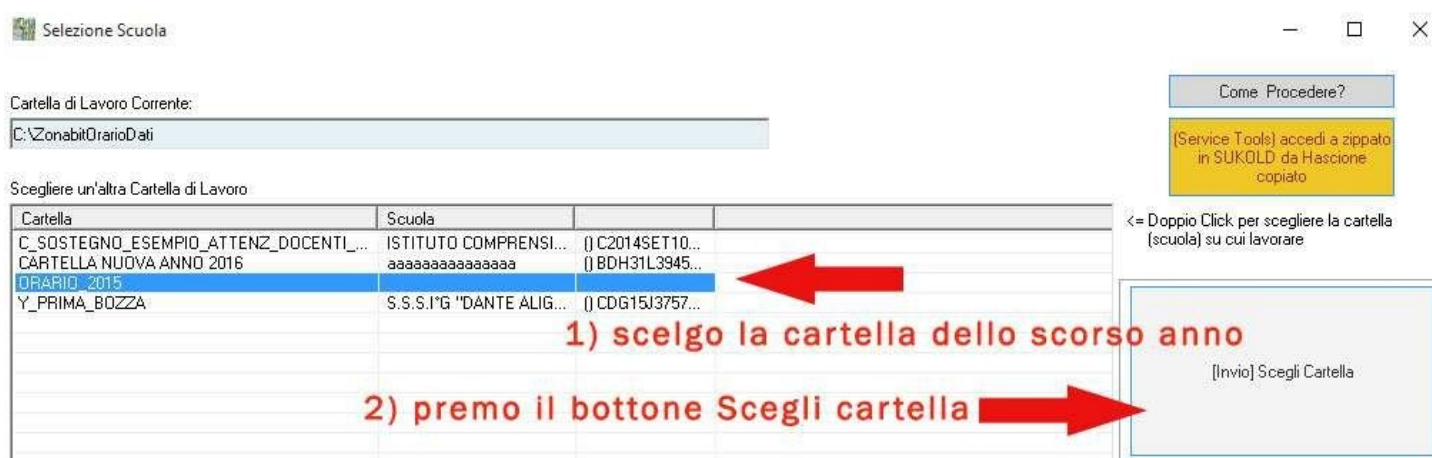 Selezione Scuola
Come Procedere?
Cartella di Lavoro Corrente:
C:\ZonabitOrarioDati
(Service Tools) accedi a zippato
in SUKOLD da Hascione
copiato
Scegliere un'altra Cartella di Lavoro
Cartella Scuola
<= Doppio Click per scegliere la cartella
(scuola) su cui lavorare
C_SOSTEGNO_ESEMPIO_ATTENZ_DOCENTI_... ISTITUTO COMPRENSI... () C2014SET10...
CARTELLA NUOVA ANNO 2016 aaaaaaaaaaaaaaa () BDH31L3945...
ORARIO_2015
Y_PRIMA_BOZZA S.S.S.I°G "DANTE ALIG... () CDG15J3757...
1) scelgo la cartella dello scorso anno
[Invio] Scegli Cartella
2) premo il bottone Scegli cartella